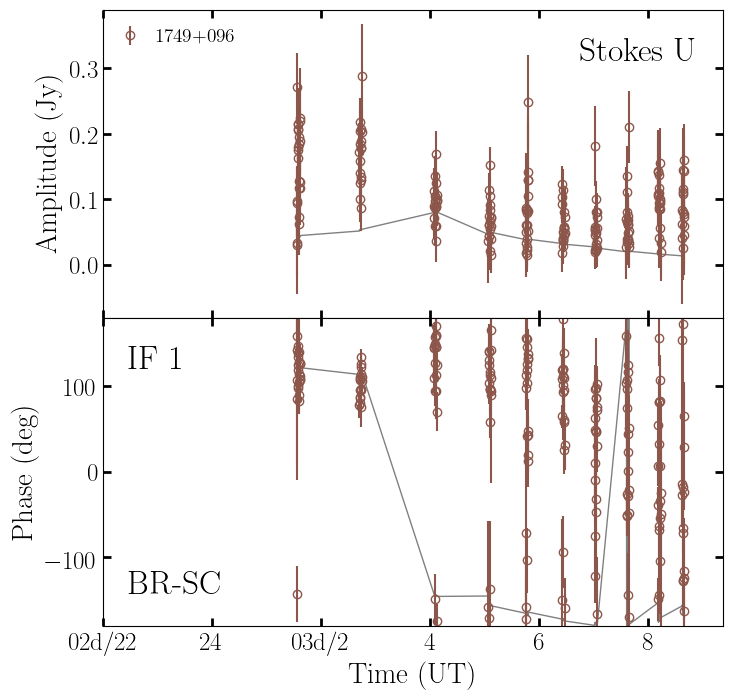 1749+096
Stokes U
Amplitude (Jy)
0.3
0.2
0.1
0.0
IF 1
BR-SC
Phase (deg)
100
0
−100
02d/22 24 03d/2 4 6 8
Time (UT)